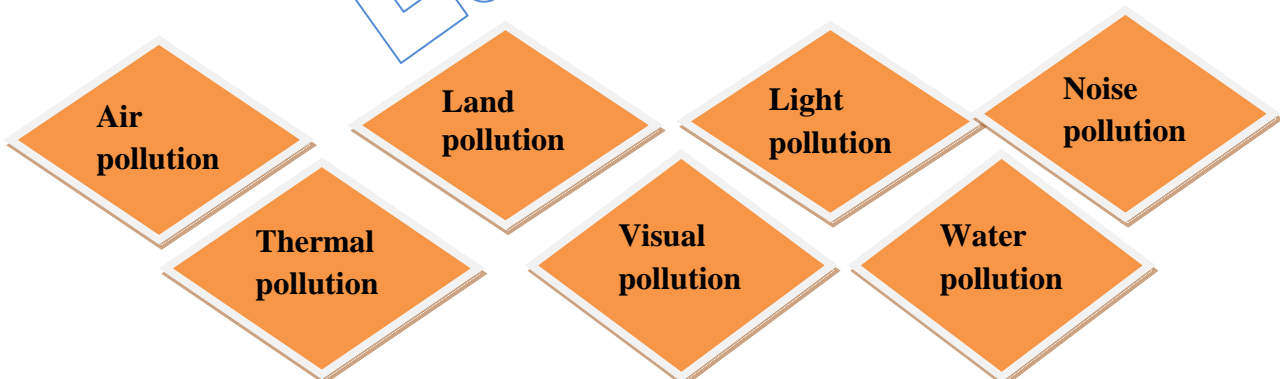 Air
pollution
Land
pollution
Light
pollution
Noise
pollution
Thermal
pollution
Visual
pollution
Water
pollution